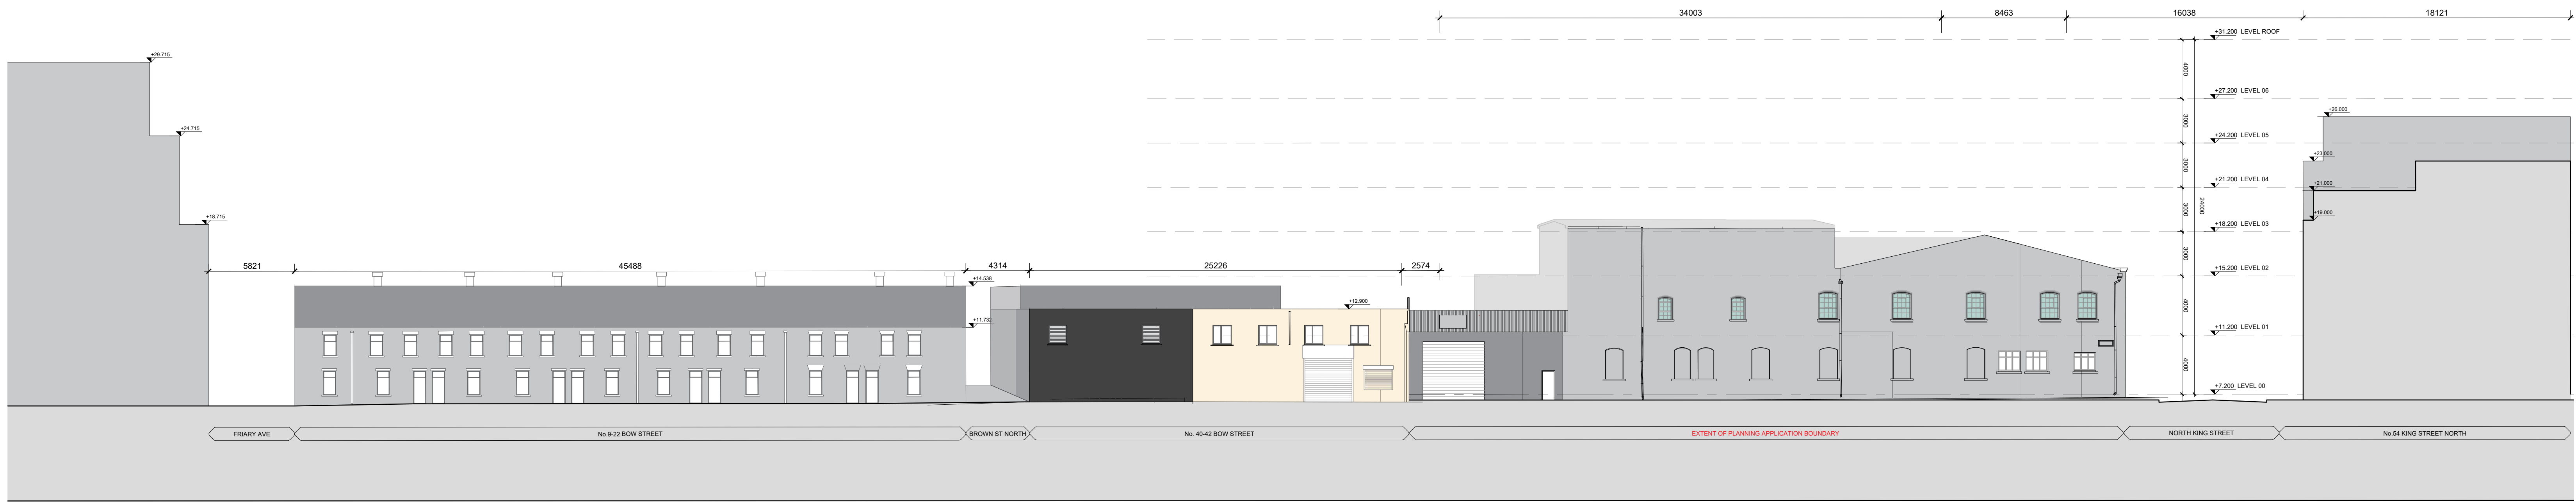 34003
8463
16038
18121
+31.200 LEVEL ROOF
+29.715
4000
+27.200 LEVEL 06
+26.000
3000
+24.715
+24.200 LEVEL 05
+23.000
3000
+21.200 LEVEL 04
+21.000
3000
24000
+18.715
+18.200 LEVEL 03
+19.000
3000
5821
45488
4314
25226
2574
+15.200 LEVEL 02
+14.538
+12.900
4000
+11.732
+11.200 LEVEL 01
4000
+7.200 LEVEL 00
FRIARY AVE
No.9-22 BOW STREET
BROWN ST NORTH
No. 40-42 BOW STREET
EXTENT OF PLANNING APPLICATION BOUNDARY
NORTH KING STREET
No.54 KING STREET NORTH